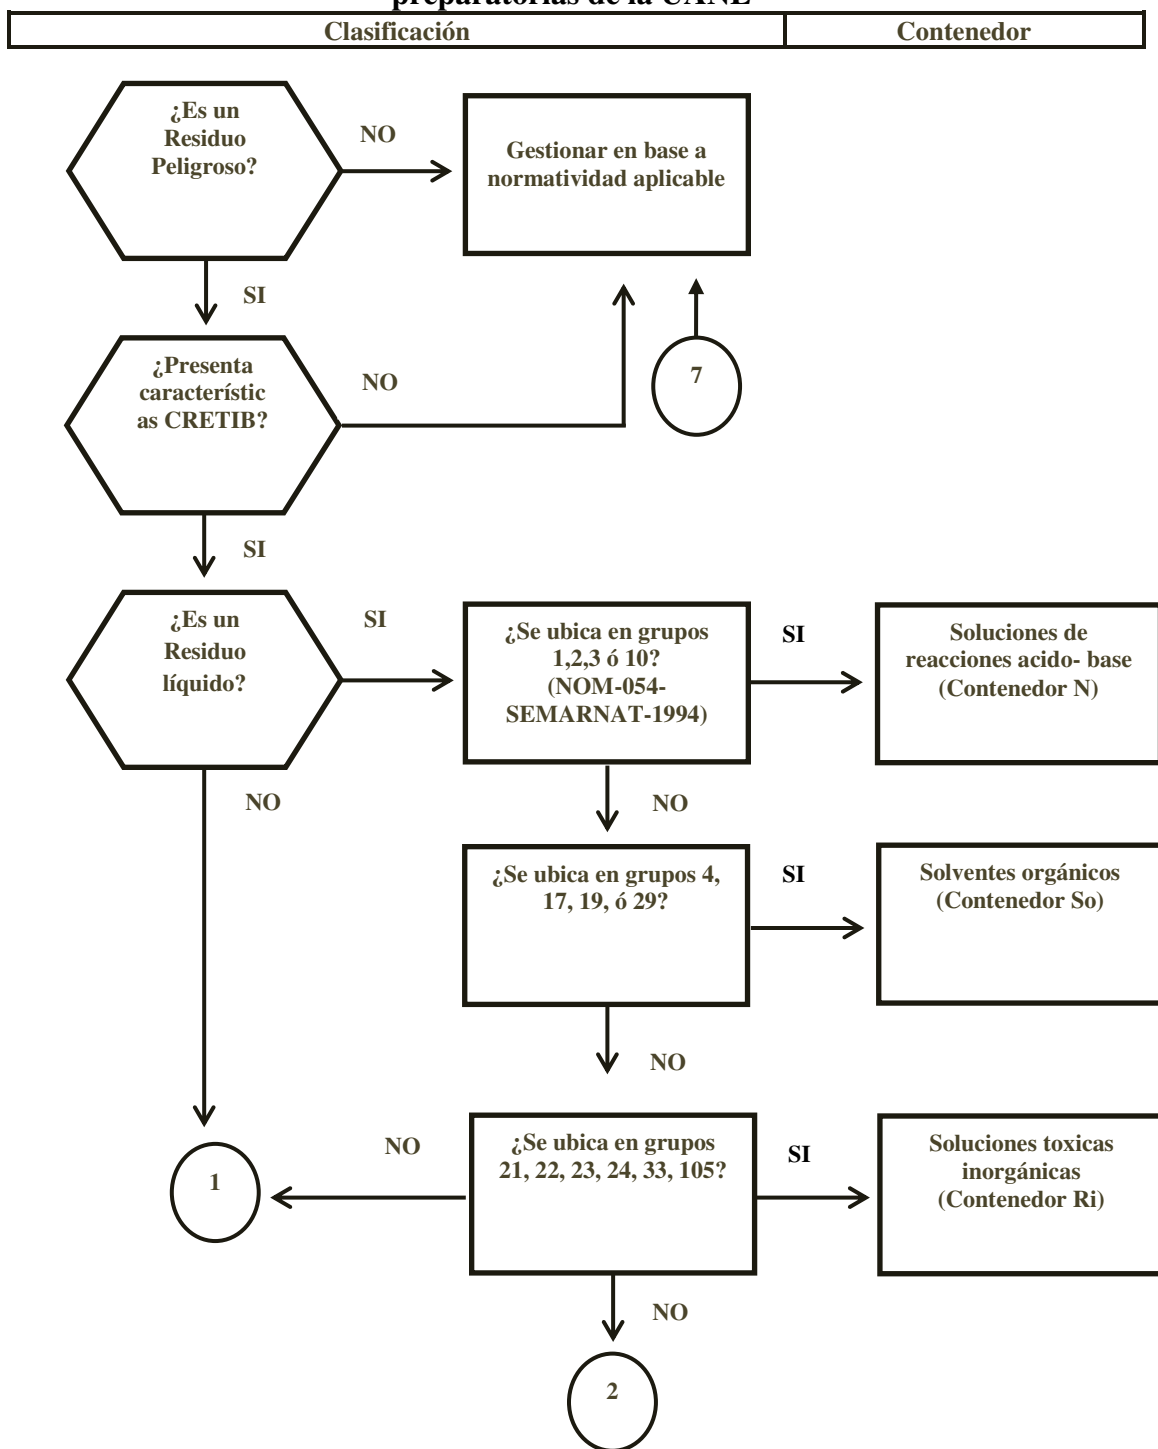 preparatorias de la UANL
Clasificación
Contenedor
¿Es un
Residuo
Peligroso?
NO
Gestionar en base a
normatividad aplicable
SI
¿Presenta
característic
as CRETIB?
NO
7
SI
¿Es un
Residuo
líquido?
SI
¿Se ubica en grupos
1,2,3 ó 10?
(NOM-054-
SEMARNAT-1994)
SI
Soluciones de
reacciones acido- base
(Contenedor N)
NO
NO
¿Se ubica en grupos 4,
17, 19, ó 29?
SI
Solventes orgánicos
(Contenedor So)
NO
1
NO
¿Se ubica en grupos
21, 22, 23, 24, 33, 105?
SI
Soluciones toxicas
inorgánicas
(Contenedor Ri)
NO
2